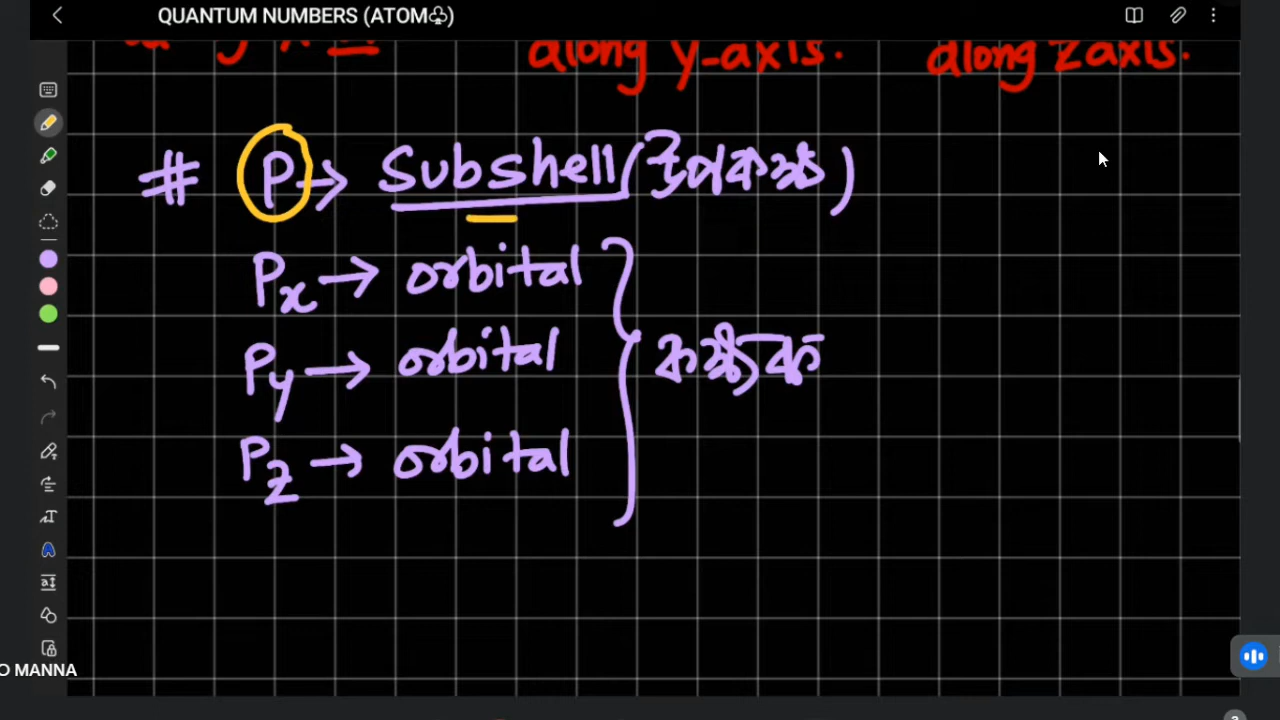 QUANTUM NUMBERS (ATOM♣)
along y-axis.
along z axis.
# P → Subshell (উপকক্ষ)
Px → orbital
Py → orbital
কক্ষক
Pz → orbital
O MANNA